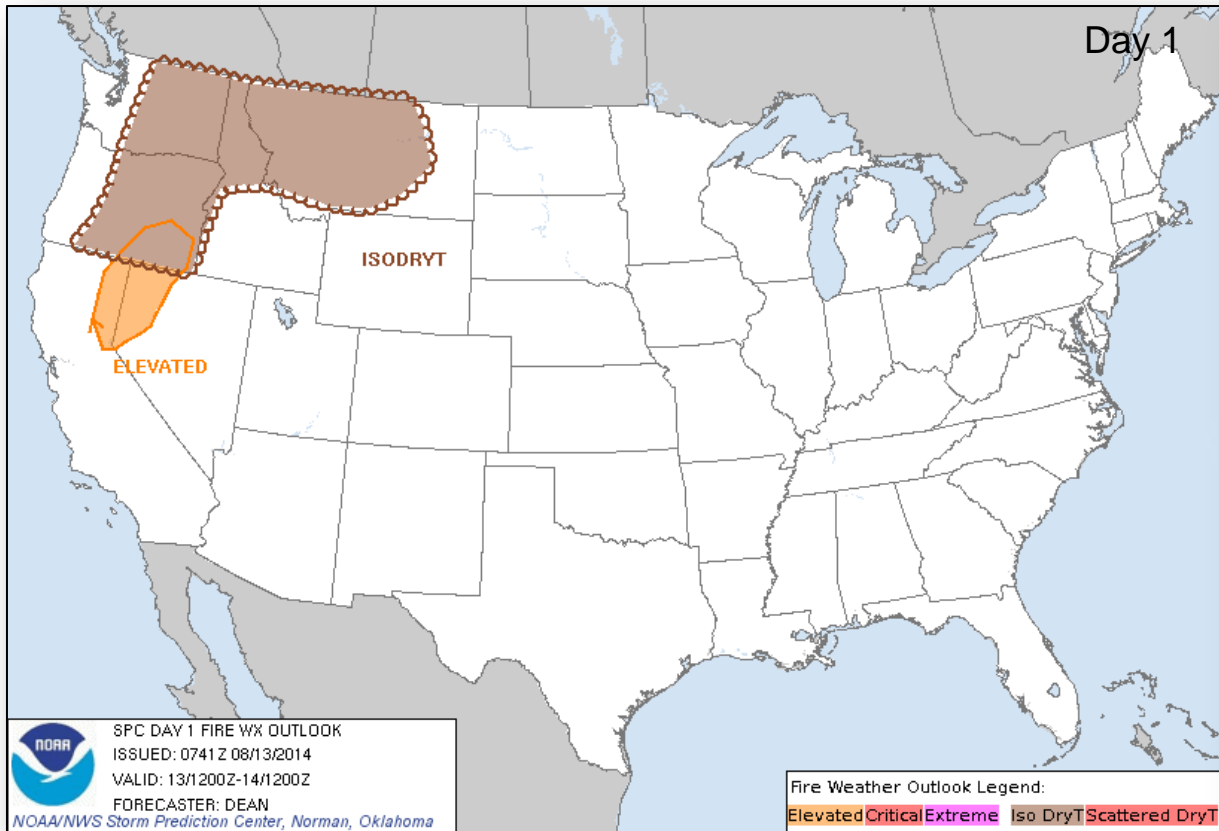 Day 1
ISODRYT
ELEVATED
NOAA
SPC DAY 1 FIRE WX OUTLOOK
ISSUED: 0741Z 08/13/2014
VALID: 13/1200Z-14/1200Z
FORECASTER: DEAN
NOAA/NWS Storm Prediction Center, Norman, Oklahoma
Fire Weather Outlook Legend:
Elevated Critical Extreme Iso DryT Scattered DryT